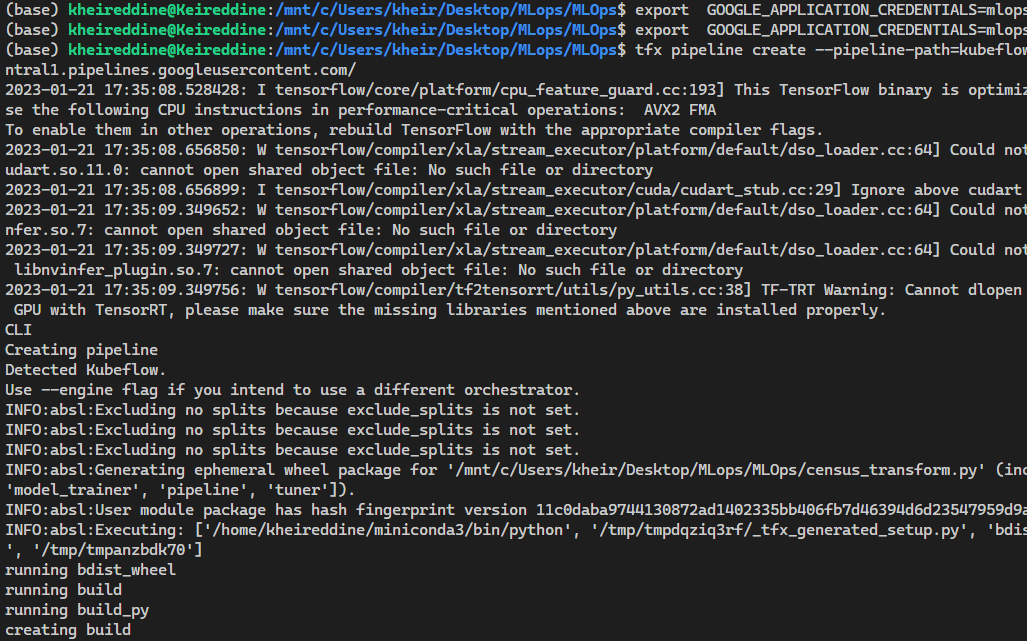 (base) kheireddine@Keireddine:/mnt/c/Users/kheir/Desktop/MLops/MLOps$ export  GOOGLE_APPLICATION_CREDENTIALS=mlops
(base) kheireddine@Keireddine:/mnt/c/Users/kheir/Desktop/MLops/MLOps$ export  GOOGLE_APPLICATION_CREDENTIALS=mlops
(base) kheireddine@Keireddine:/mnt/c/Users/kheir/Desktop/MLops/MLOps$ tfx pipeline create --pipeline-path=kubeflow
ntral1.pipelines.googleusercontent.com/
2023-01-21 17:35:08.528428: I tensorflow/core/platform/cpu_feature_guard.cc:193] This TensorFlow binary is optimiz
se the following CPU instructions in performance-critical operations:  AVX2 FMA
To enable them in other operations, rebuild TensorFlow with the appropriate compiler flags.
2023-01-21 17:35:08.656850: W tensorflow/compiler/xla/stream_executor/platform/default/dso_loader.cc:64] Could not
udart.so.11.0: cannot open shared object file: No such file or directory
2023-01-21 17:35:08.656899: I tensorflow/compiler/xla/stream_executor/cuda/cudart_stub.cc:29] Ignore above cudart
2023-01-21 17:35:09.349652: W tensorflow/compiler/xla/stream_executor/platform/default/dso_loader.cc:64] Could not
nfer.so.7: cannot open shared object file: No such file or directory
2023-01-21 17:35:09.349727: W tensorflow/compiler/xla/stream_executor/platform/default/dso_loader.cc:64] Could not
 libnvinfer_plugin.so.7: cannot open shared object file: No such file or directory
2023-01-21 17:35:09.349756: W tensorflow/compiler/tf2tensorrt/utils/py_utils.cc:38] TF-TRT Warning: Cannot dlopen
 GPU with TensorRT, please make sure the missing libraries mentioned above are installed properly.
CLI
Creating pipeline
Detected Kubeflow.
Use --engine flag if you intend to use a different orchestrator.
INFO:absl:Excluding no splits because exclude_splits is not set.
INFO:absl:Excluding no splits because exclude_splits is not set.
INFO:absl:Excluding no splits because exclude_splits is not set.
INFO:absl:Generating ephemeral wheel package for '/mnt/c/Users/kheir/Desktop/MLops/MLOps/census_transform.py' (inc
'model_trainer', 'pipeline', 'tuner']).
INFO:absl:User module package has hash fingerprint version 11c0daba9744130872ad1402335bb406fb7d46394d6d23547959d9a
INFO:absl:Executing: ['/home/kheireddine/miniconda3/bin/python', '/tmp/tmpdqziq3rf/_tfx_generated_setup.py', 'bdis
', '/tmp/tmpanzbdk70']
running bdist_wheel
running build
running build_py
creating build